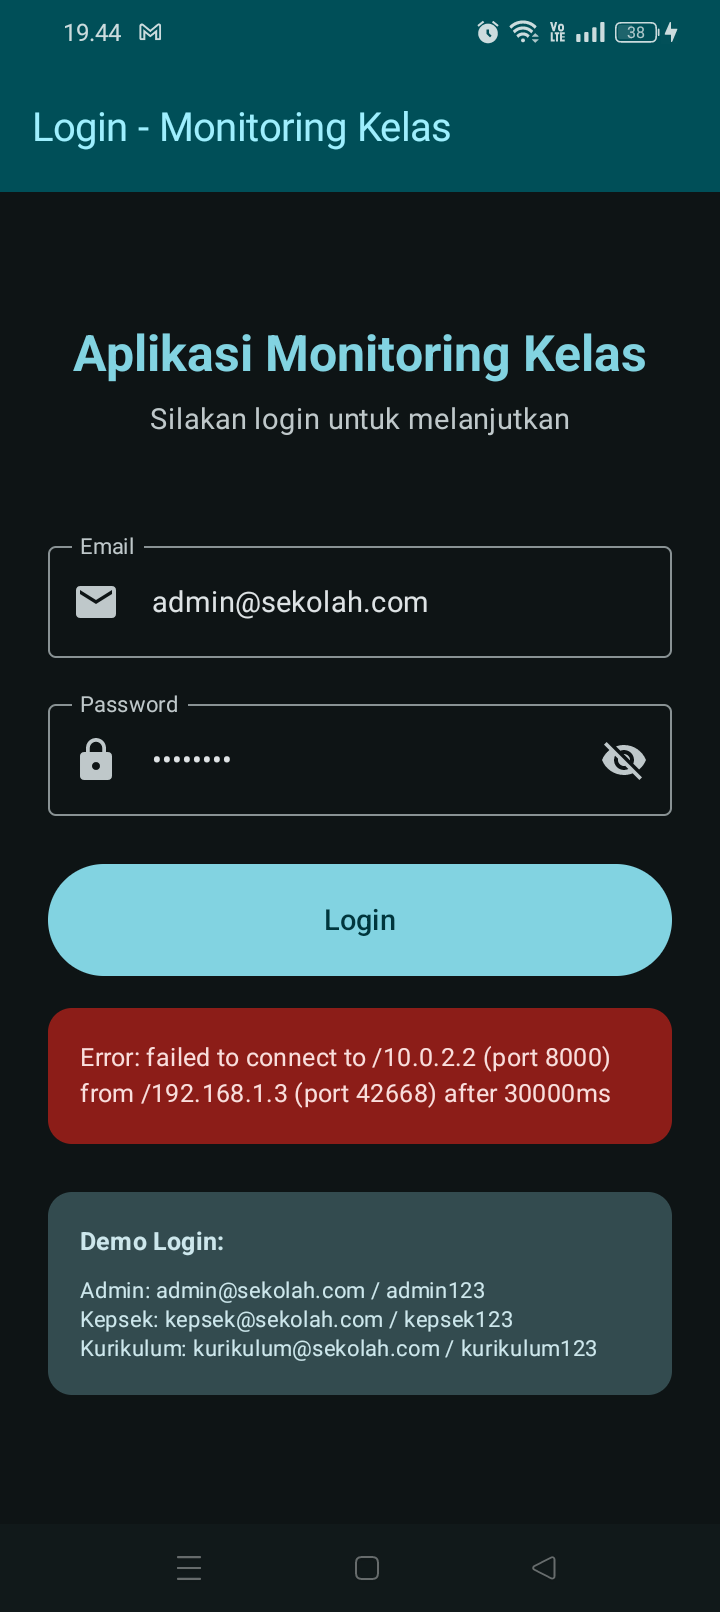 19.44
Vo LTE
38
Login - Monitoring Kelas
Aplikasi Monitoring Kelas
Silakan login untuk melanjutkan
Email
admin@sekolah.com
Password
••••••••
Login
Error: failed to connect to /10.0.2.2 (port 8000)
from /192.168.1.3 (port 42668) after 30000ms
Demo Login:
Admin: admin@sekolah.com / admin123
Kepsek: kepsek@sekolah.com / kepsek123
Kurikulum: kurikulum@sekolah.com / kurikulum123